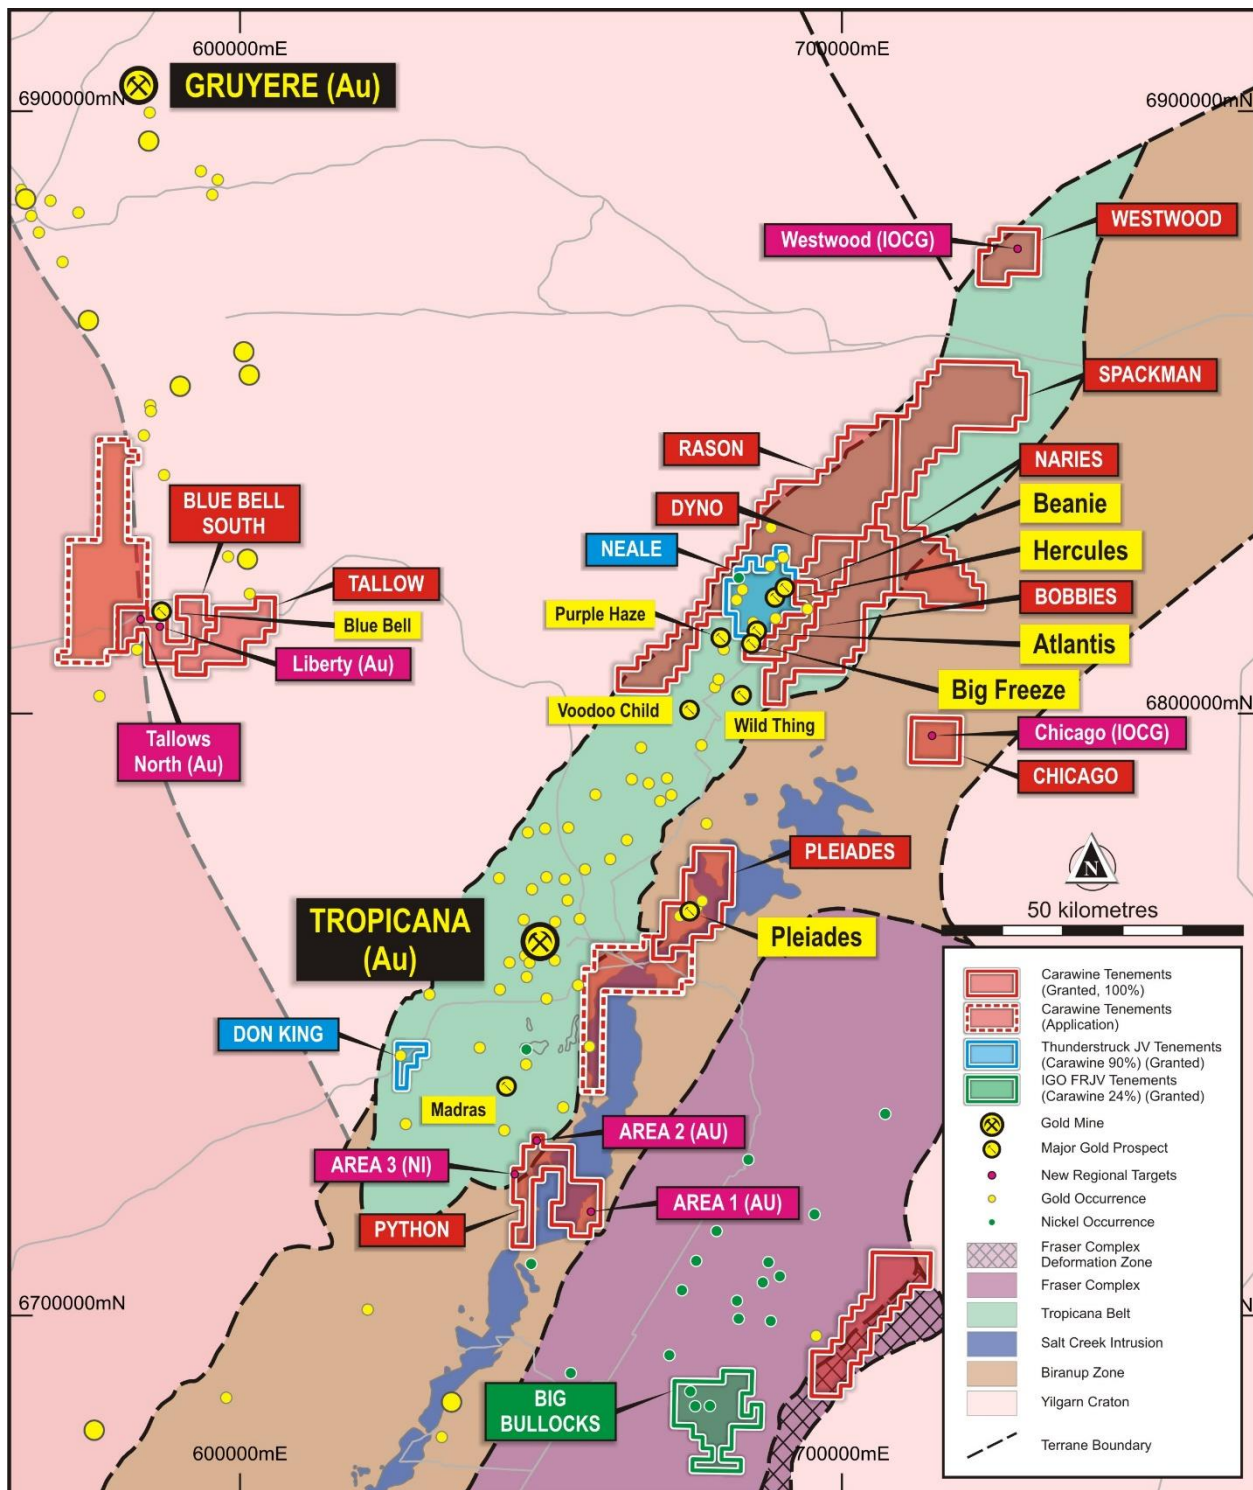 600000mE
700000mE
6900000mN
6900000mN
GRUYERE (Au)
Westwood (IOCG)
WESTWOOD
SPACKMAN
RASON
NARIES
BLUE BELL
SOUTH
DYNO
Beanie
NEALE
Hercules
TALLOW
BOBBIES
Purple Haze
Blue Bell
Atlantis
Liberty (Au)
Big Freeze
Voodoo Child
Wild Thing
6800000mN
Tallows
North (Au)
Chicago (IOCG)
CHICAGO
PLEIADES
N
50 kilometres
TROPICANA
(Au)
Pleiades
DON KING
Madras
AREA 2 (AU)
AREA 3 (NI)
AREA 1 (AU)
PYTHON
6700000mN
N
BIG
BULLOCKS
600000mE
700000mE
Carawine Tenements
(Granted, 100%)
Carawine Tenements
(Application)
Thunderstruck JV Tenements
(Carawine 90%) (Granted)
IGO FRJV Tenements
(Carawine 24%) (Granted)
Gold Mine
Major Gold Prospect
New Regional Targets
Gold Occurrence
Nickel Occurrence
Fraser Complex
Deformation Zone
Fraser Complex
Tropicana Belt
Salt Creek Intrusion
Biranup Zone
Yilgarn Craton
Terrane Boundary